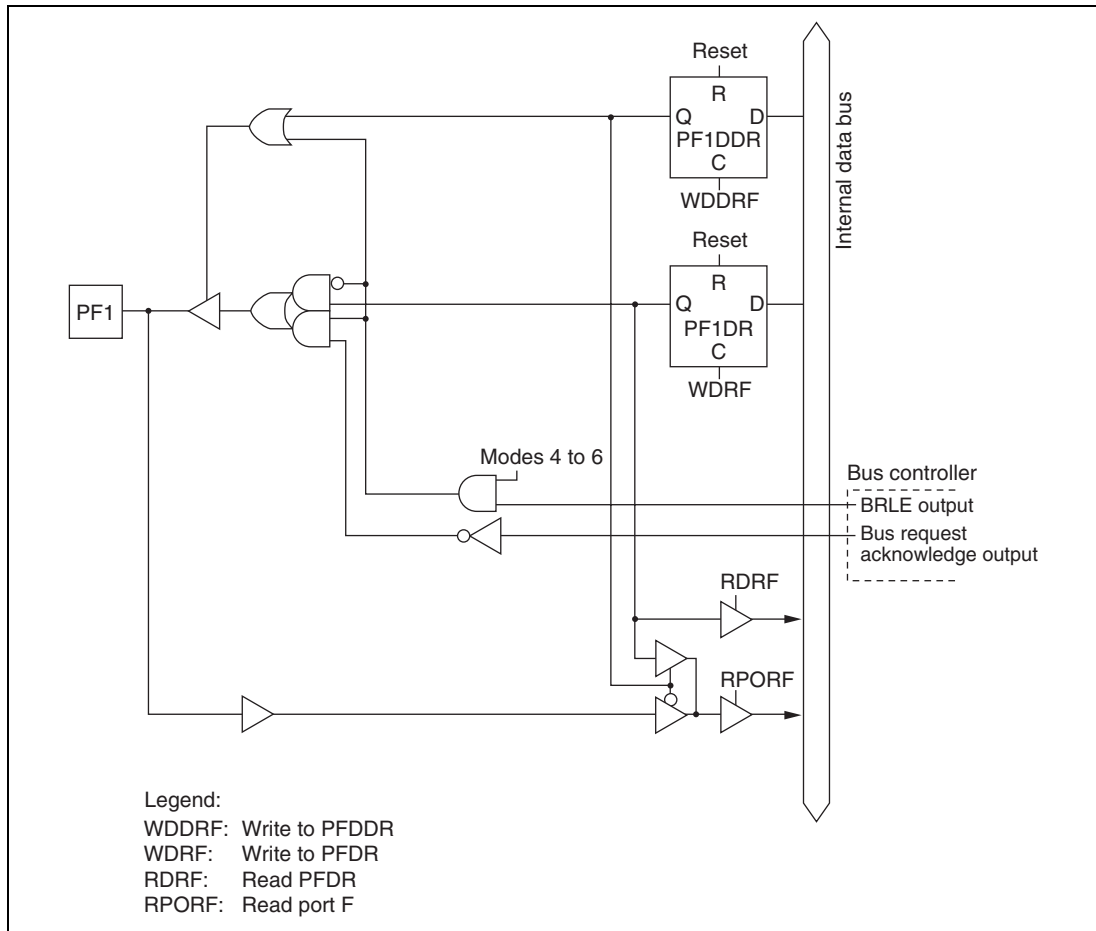 Reset
R
Q D
PF1DDR
C
WDDRF
Internal data bus
Reset
R
PF1
Q D
PF1DR
C
WDRF
Modes 4 to 6
Bus controller
BRLE output
Bus request
acknowledge output
RDRF
RPORF
Legend:
WDDRF: Write to PFDDR
WDRF: Write to PFDR
RDRF: Read PFDR
RPORF: Read port F